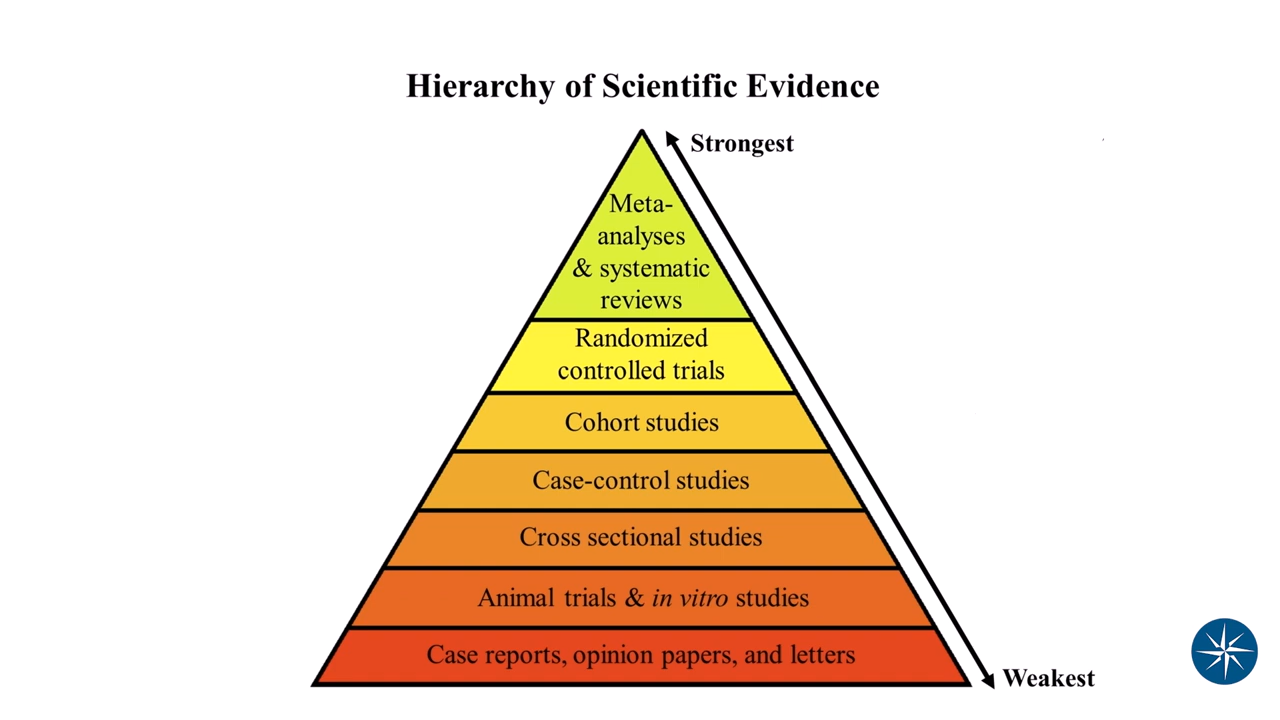 Hierarchy of Scientific Evidence
Strongest
Meta-
analyses
& systematic
reviews
Randomized
controlled trials
Cohort studies
Case-control studies
Cross sectional studies
Animal trials & in vitro studies
Case reports, opinion papers, and letters
Weakest